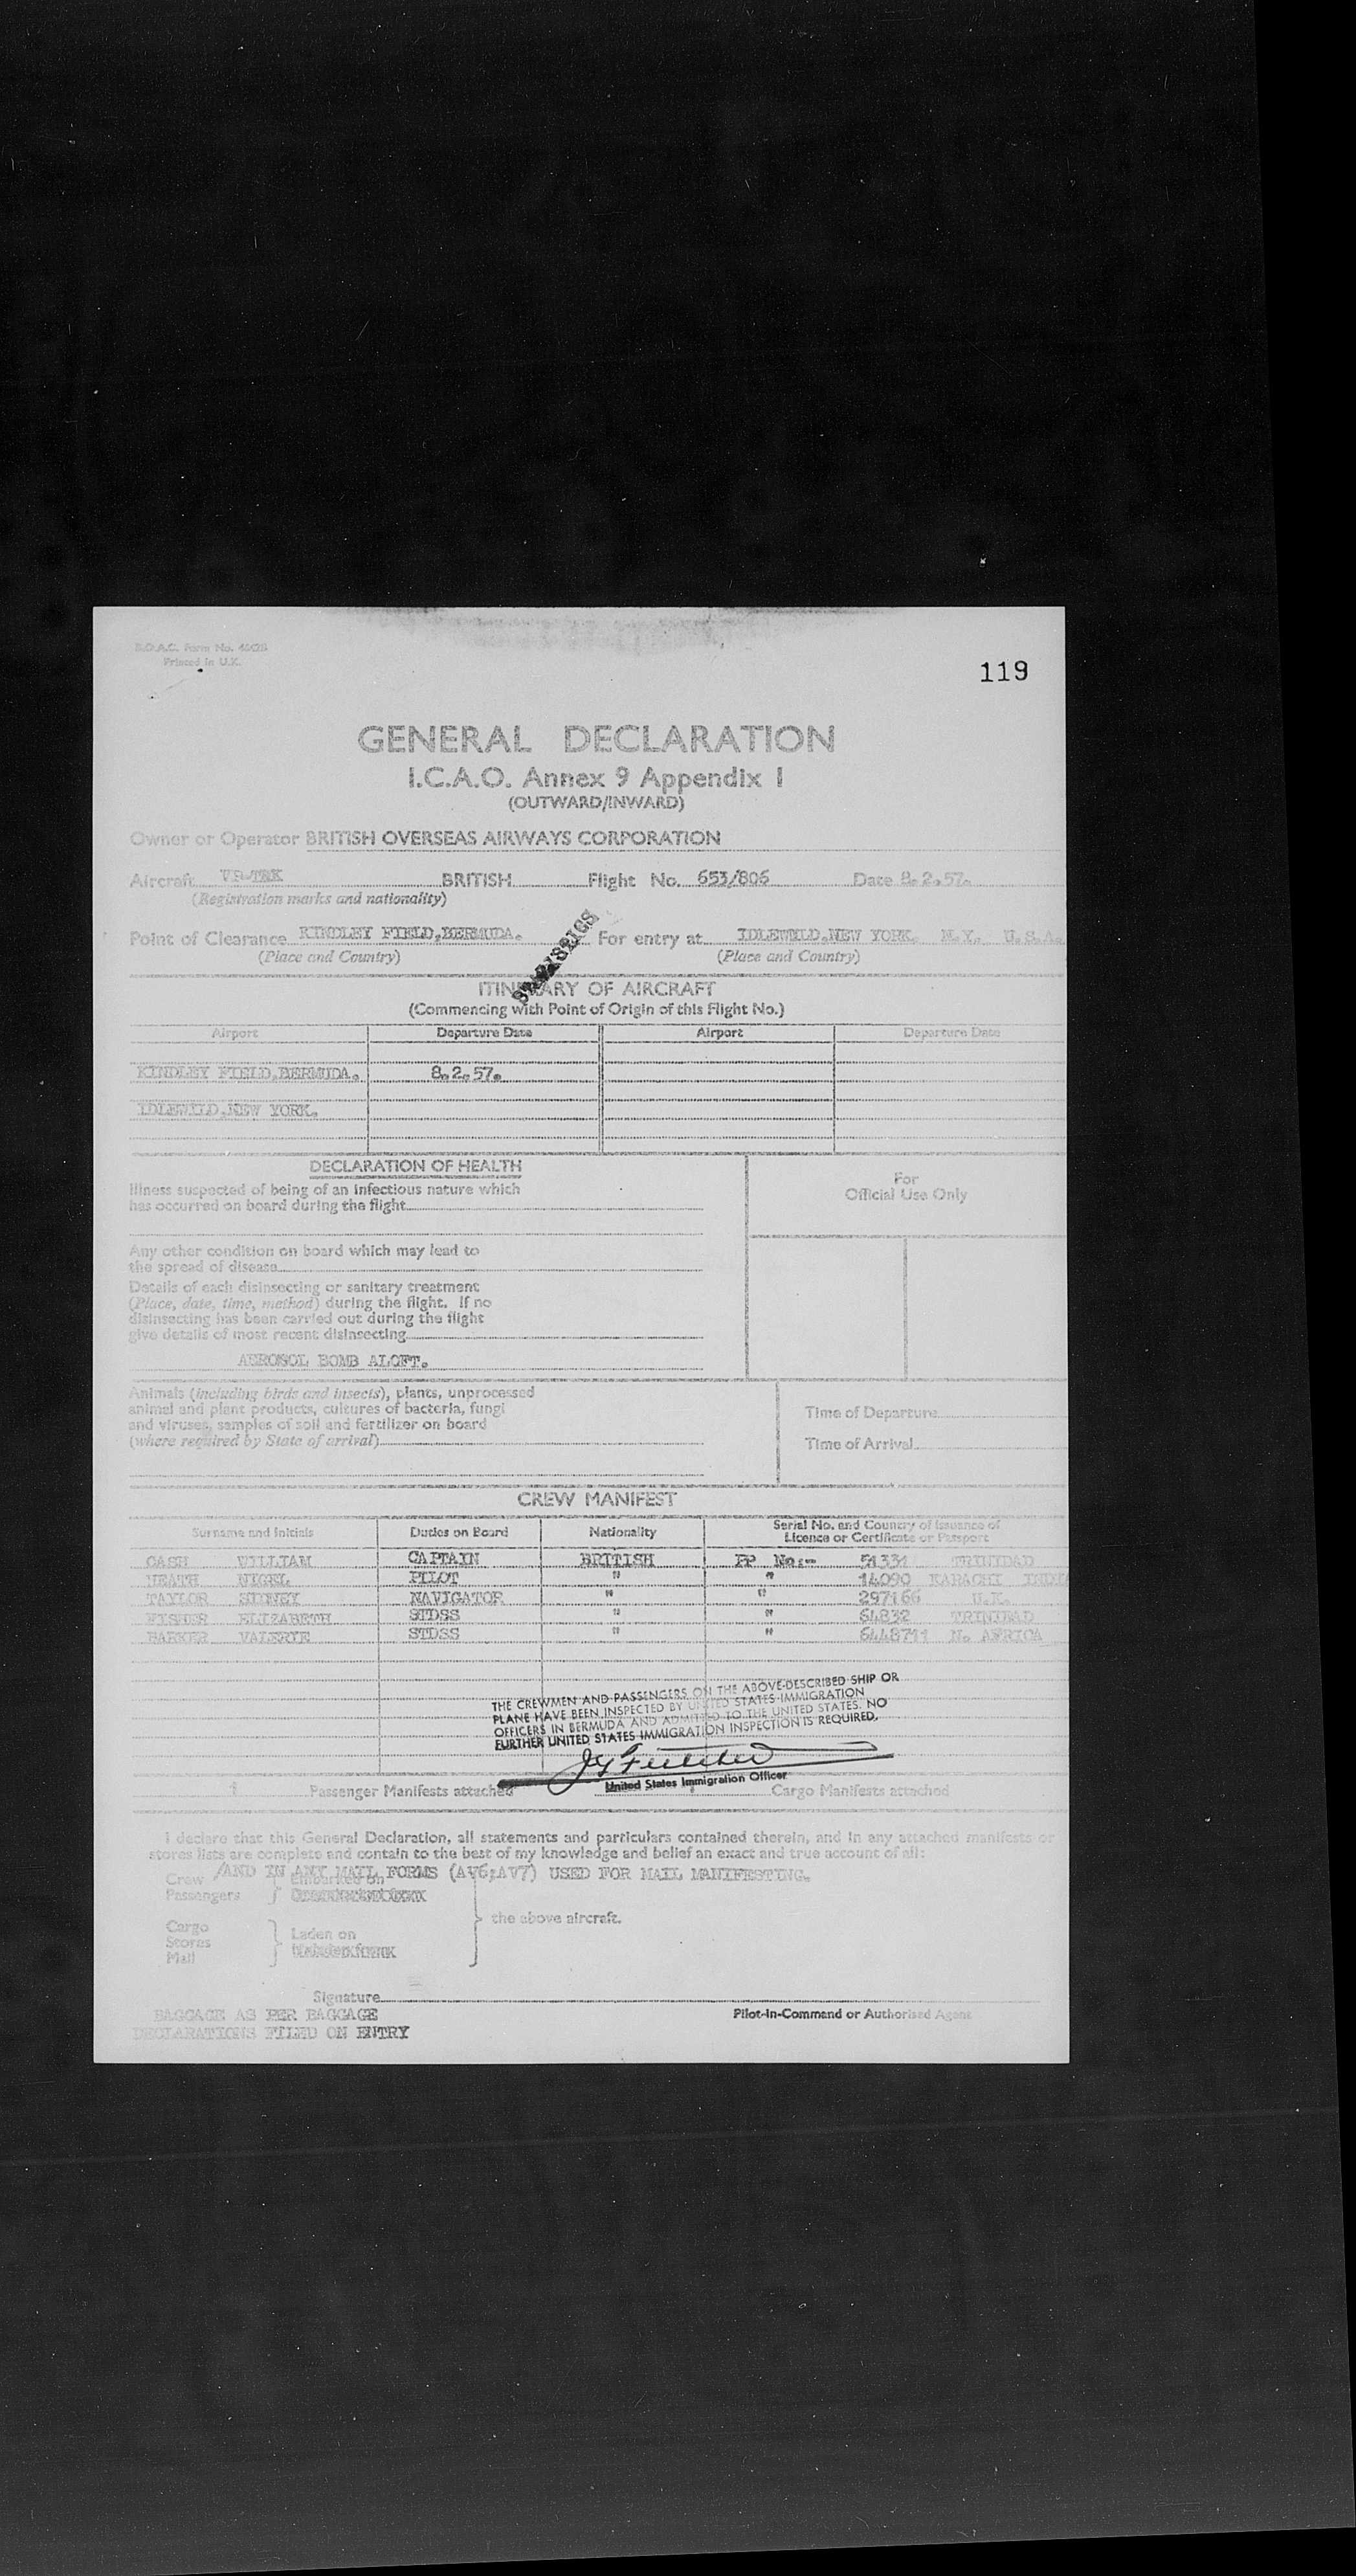 B.O.A.C. Form No.
Printed in U.K.
119
GENERAL DECLARATION
I.C.A.O. Annex 9 Appendix 1
(OUTWARD/INWARD)
Owner or Operator BRITISH OVERSEAS AIRWAYS CORPORATION
Aircraft VR-TBK BRITISH Flight No. 653/806 Date 8.2.57.
(Registration marks and nationality)
Point of Clearance KINDLEY FIELD,BERMUDA. For entry at IDLEWILD,NEW YORK. N.Y. U.S.A.
(Place and Country) (Place and Country)
ITINERARY OF AIRCRAFT
(Commencing with Point of Origin of this Flight No.)
Airport Departure Date Airport Departure Date
KINDLEY FIELD,BERMUDA. 8.2.57.
IDLEWILD,NEW YORK.
DECLARATION OF HEALTH
Illness suspected of being of an infectious nature which
has occurred on board during the flight
For
Official Use Only
Any other condition on board which may lead to
the spread of disease
Details of each disinsecting or sanitary treatment
(Place, date, time, method) during the flight. If no
disinsecting has been carried out during the flight
give details of most recent disinsecting
AEROSOL BOMB ALOFT.
Animals (including birds and insects), plants, unprocessed
animal and plant products, cultures of bacteria, fungi
and viruses, samples of soil and fertilizer on board
(where required by State of arrival)
Time of Departure
Time of Arrival
CREW MANIFEST
Surname and Initials Duties on Board Nationality Serial No. and Country of Issuance of
Licence or Certificate or Passport
CASH WILLIAM CAPTAIN BRITISH PP No:- 51331 TRINIDAD
HEATH NIGEL PILOT " " 14090 KARACHI INDIA
TAYLOR SIDNEY NAVIGATOR " " 297166 U.K.
FISHER ELIZABETH STDSS " " 64832 TRINIDAD
BARKER VALERYE STDSS " " 6448711 N. AFRICA
THE CREWMEN AND PASSENGERS ON THE ABOVE-DESCRIBED SHIP OR
PLANE HAVE BEEN INSPECTED BY UNITED STATES IMMIGRATION
OFFICERS IN BERMUDA AND ADMITTED TO THE UNITED STATES. NO
FURTHER UNITED STATES IMMIGRATION INSPECTION IS REQUIRED.
United States Immigration Officer
1 Passenger Manifests attached Cargo Manifests attached
I declare that this General Declaration, all statements and particulars contained therein, and in any attached manifests or
stores lists are complete and contain to the best of my knowledge and belief an exact and true account of all:
/AND IN ANY MAIL FORMS (AV6;AV7) USED FOR MAIL MANIFESTING.
Crew Embarked on
Passengers
the above aircraft.
Cargo
Stores Laden on
Mail
Signature
BAGGAGE AS PER BAGGAGE
DECLARATIONS FILED ON ENTRY
Pilot-in-Command or Authorised Agent